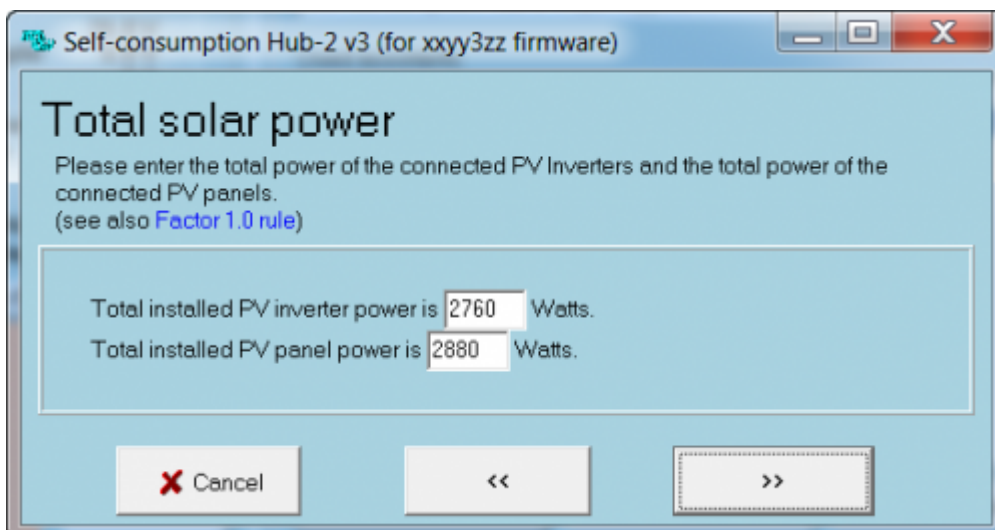 Self-consumption Hub-2 v3 (for xxyy3zz firmware)
Total solar power
Please enter the total power of the connected PV Inverters and the total power of the
connected PV panels.
(see also Factor 1.0 rule)
Total installed PV inverter power is 2760 Watts.
Total installed PV panel power is 2880 Watts.
Cancel << >>